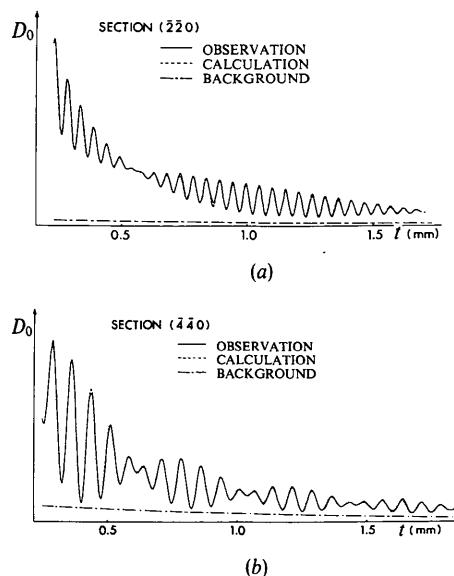 D₀
SECTION (2̄2̄0)
OBSERVATION
CALCULATION
BACKGROUND
0.5 1.0 1.5 t (mm)
(a)
D₀
SECTION (4̄4̄0)
OBSERVATION
CALCULATION
BACKGROUND
0.5 1.0 1.5 t (mm)
(b)